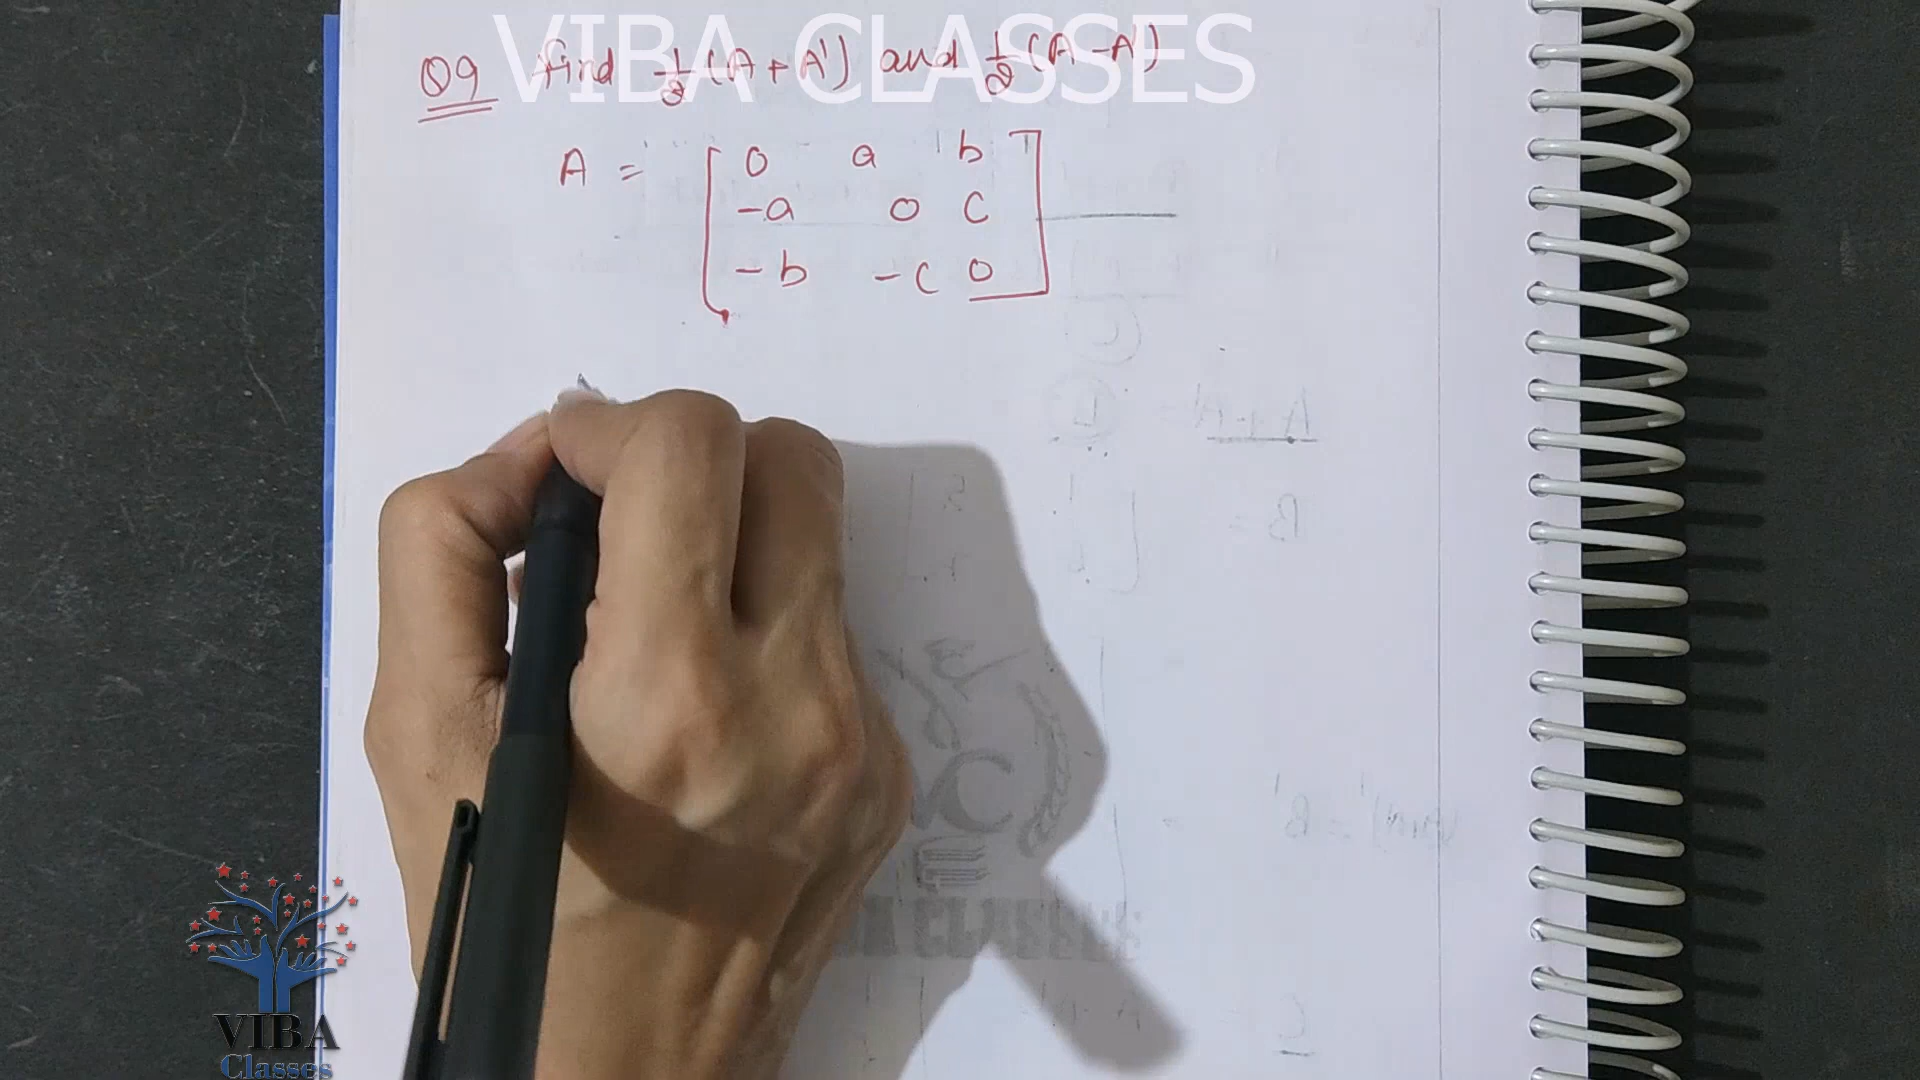 VIBA CLASSES
Q9 Find 1/2 (A + A') and 1/2 (A - A')
A = [ 0 a b
-a 0 c
-b -c 0 ]
A + A' =
B =
= B'
C =
VIBA
Classes